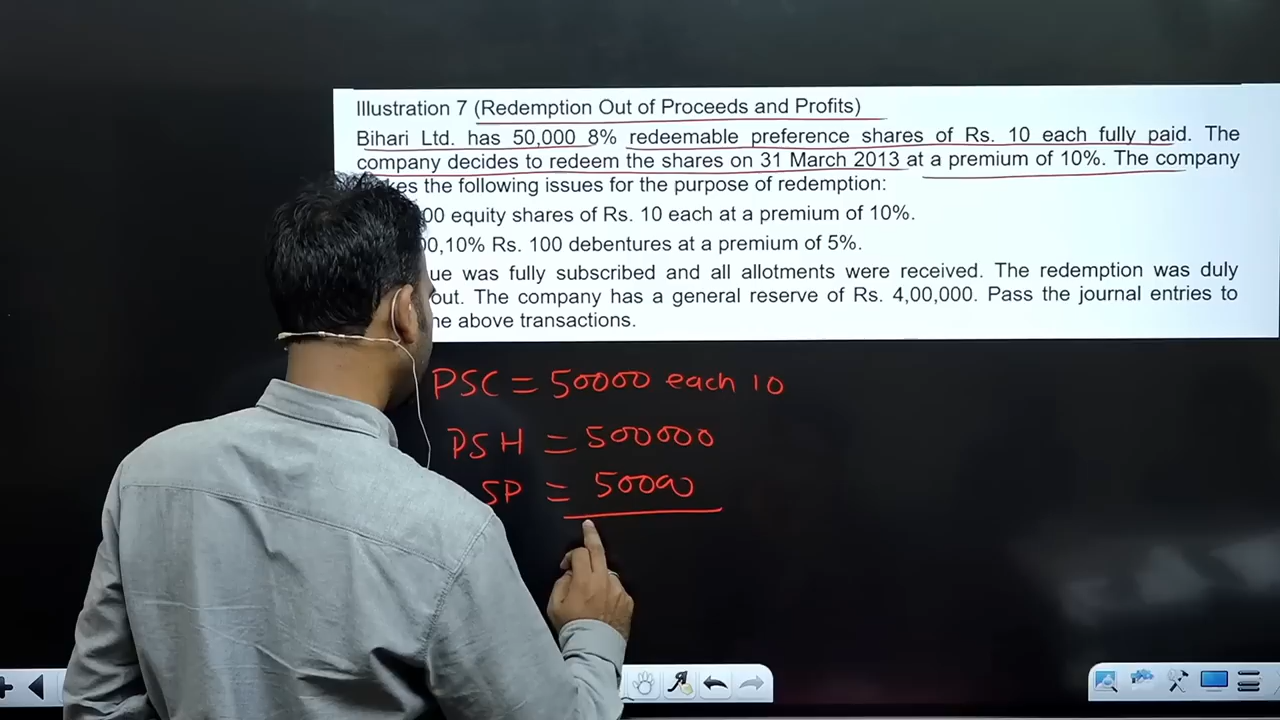 Illustration 7 (Redemption Out of Proceeds and Profits)
Bihari Ltd. has 50,000 8% redeemable preference shares of Rs. 10 each fully paid. The
company decides to redeem the shares on 31 March 2013 at a premium of 10%. The company
the following issues for the purpose of redemption:
equity shares of Rs. 10 each at a premium of 10%.
10% Rs. 100 debentures at a premium of 5%.
was fully subscribed and all allotments were received. The redemption was duly
out. The company has a general reserve of Rs. 4,00,000. Pass the journal entries to
above transactions.
PSC = 50000 each 10
PSH = 500000
SP = 50000